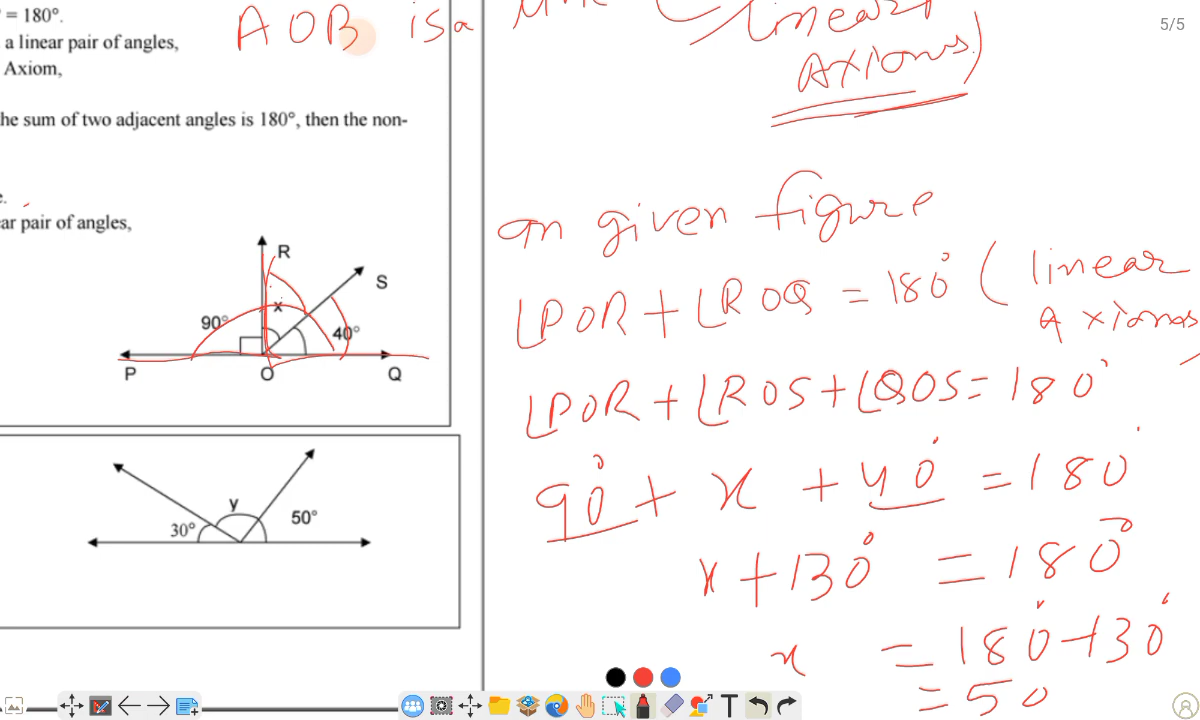 = 180°.
a linear pair of angles,
Axiom,
he sum of two adjacent angles is 180°, then the non-
e.
ar pair of angles,
R
S
x
90°
40°
P
O
Q
y
30°
50°
AOB is a
linear
Axioms)
5/5
given figure
∠POR + ∠ROQ = 180° ( linear
Axioms
∠POR + ∠ROS + ∠QOS = 180°
90° + x + 40° = 180°
x + 130° = 180°
x = 180° - 130°
= 50
T